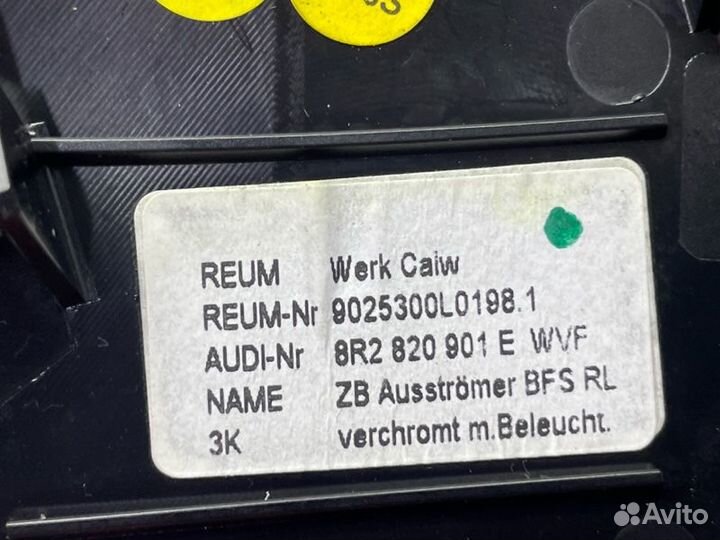 REUM Werk Caiw
REUM-Nr 9025300L0198.1
AUDI-Nr 8R2 820 901 E WVF
NAME ZB Ausströmer BFS RL
3K verchromt m.Beleucht.
Avito